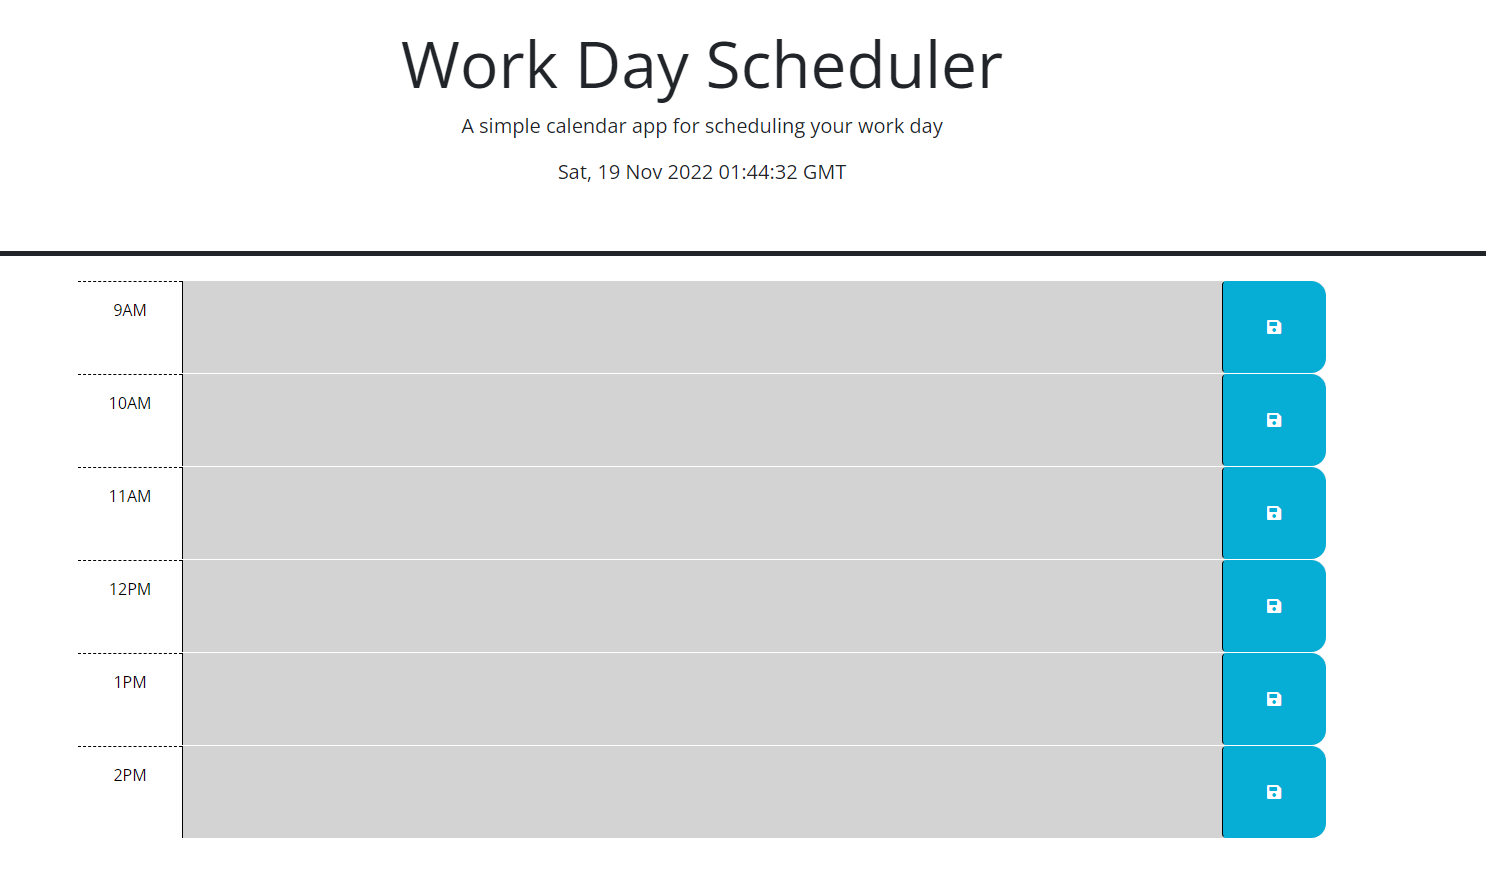 Work Day Scheduler
A simple calendar app for scheduling your work day
Sat, 19 Nov 2022 01:44:32 GMT
9AM
10AM
11AM
12PM
1PM
2PM